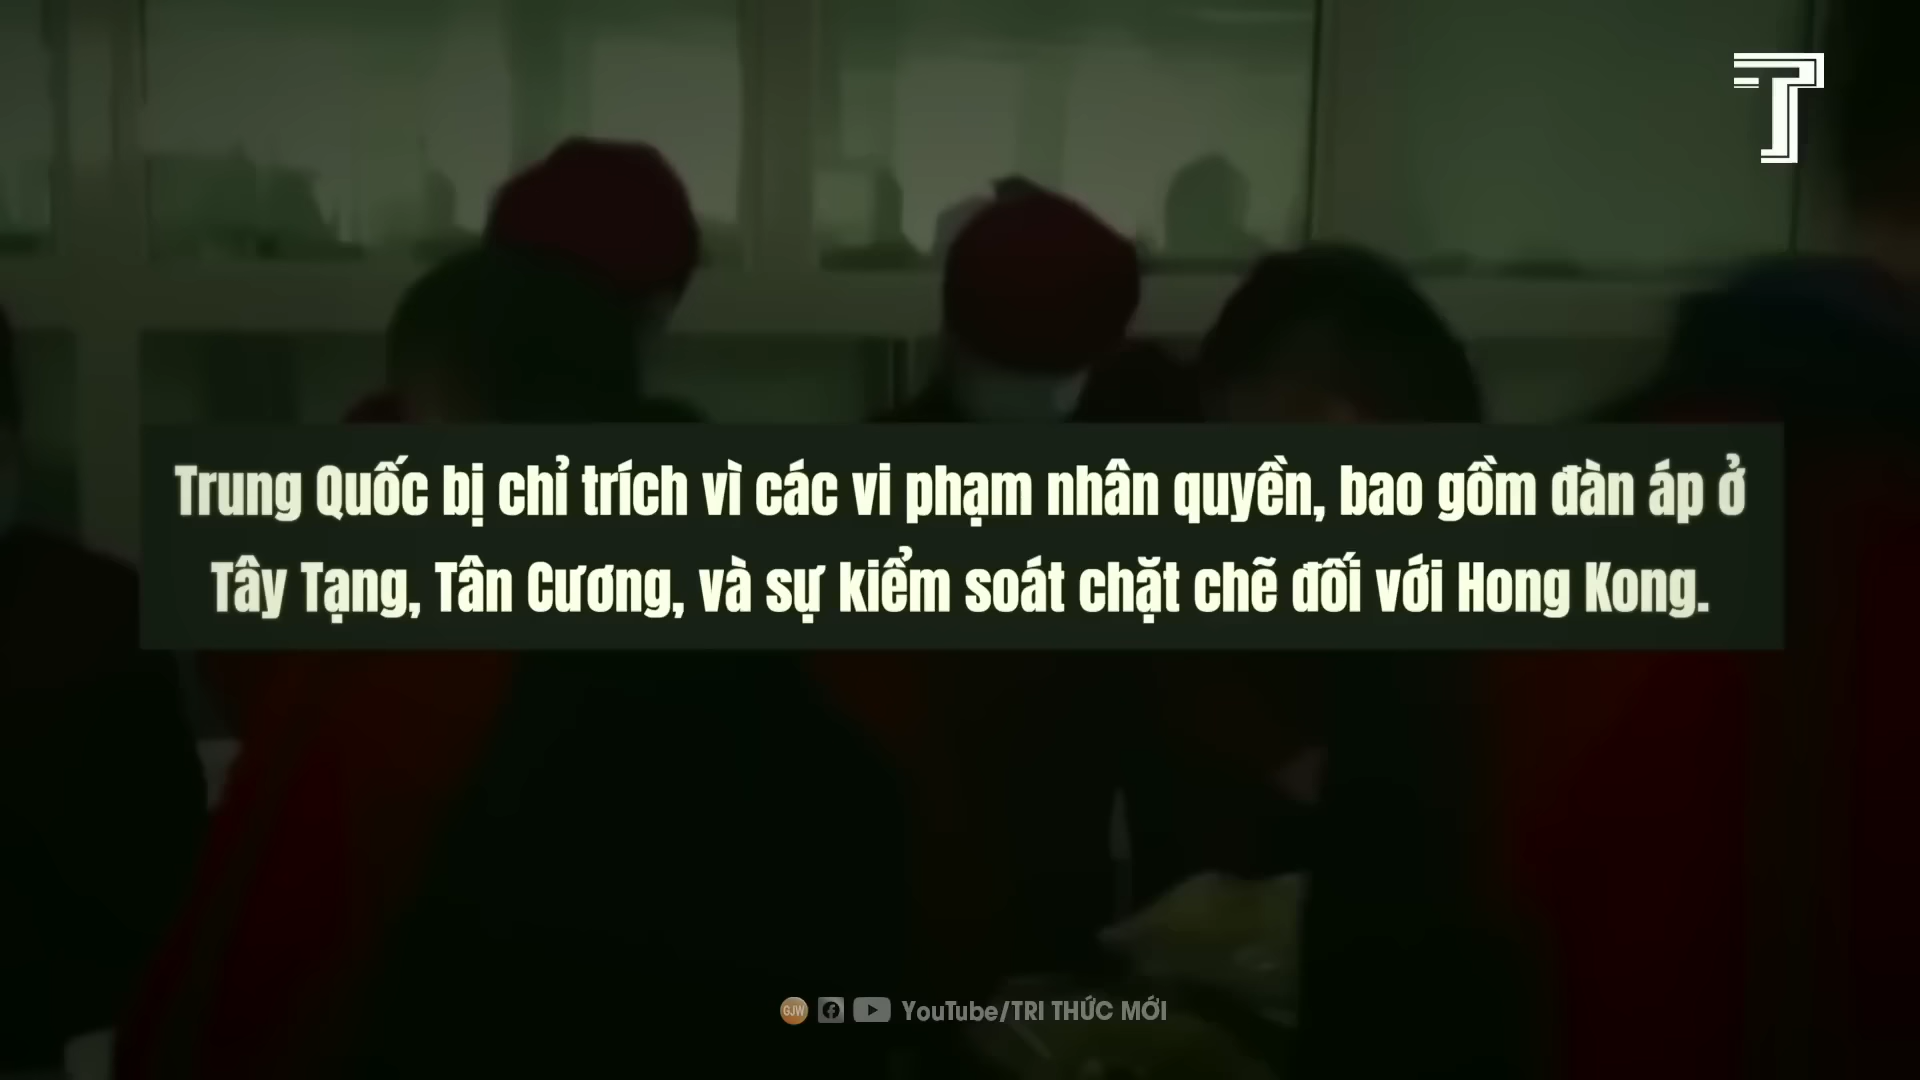 Trung Quốc bị chỉ trích vì các vi phạm nhân quyền, bao gồm đàn áp ở
Tây Tạng, Tân Cương, và sự kiểm soát chặt chẽ đối với Hong Kong.
GJW YouTube/TRI THỨC MỚI